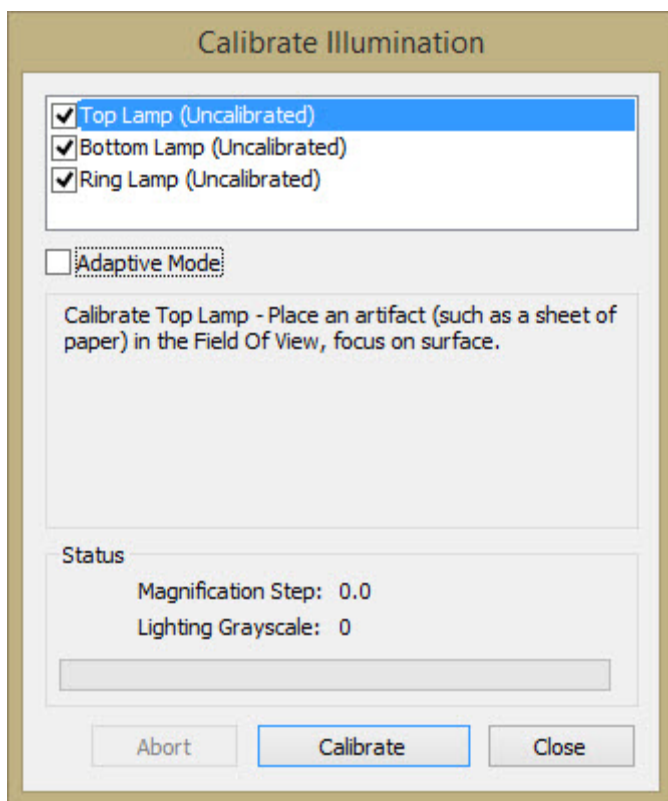 Calibrate Illumination
Top Lamp (Uncalibrated)
Bottom Lamp (Uncalibrated)
Ring Lamp (Uncalibrated)
Adaptive Mode
Calibrate Top Lamp - Place an artifact (such as a sheet of
paper) in the Field Of View, focus on surface.
Status
Magnification Step: 0.0
Lighting Grayscale: 0
Abort Calibrate Close